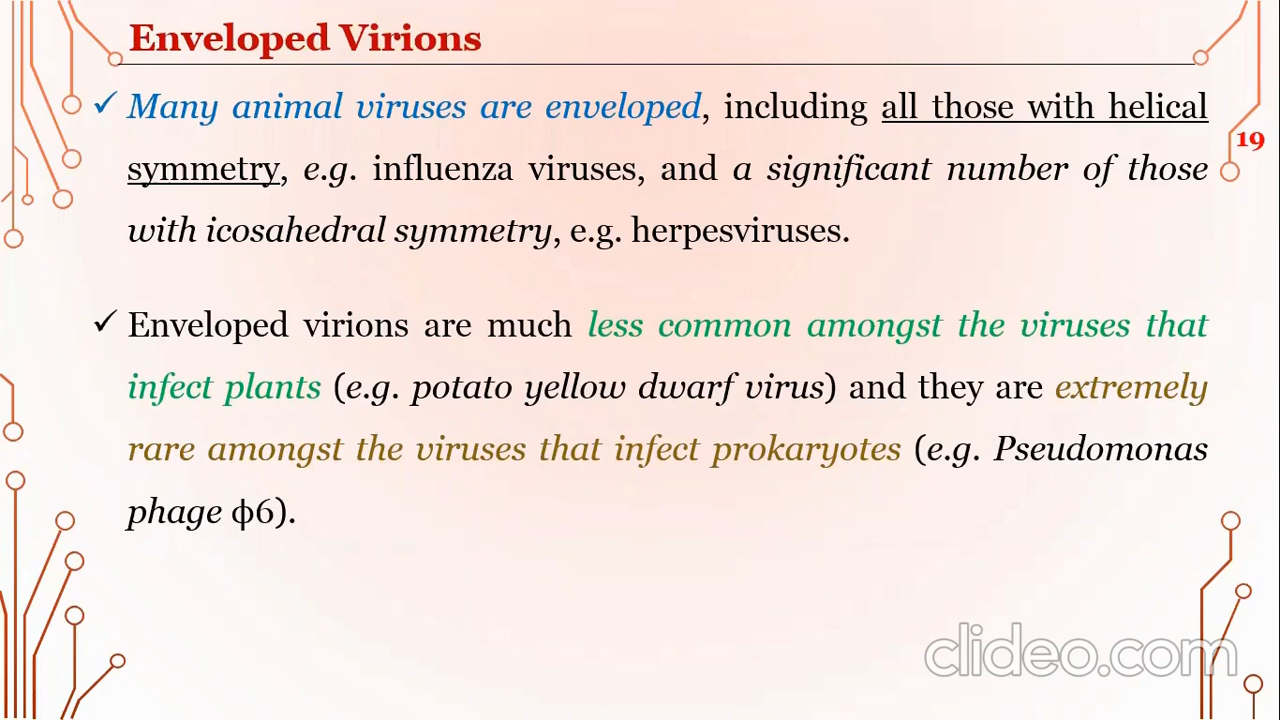 Enveloped Virions
✓ Many animal viruses are enveloped, including all those with helical
symmetry, e.g. influenza viruses, and a significant number of those
with icosahedral symmetry, e.g. herpesviruses.
19
✓ Enveloped virions are much less common amongst the viruses that
infect plants (e.g. potato yellow dwarf virus) and they are extremely
rare amongst the viruses that infect prokaryotes (e.g. Pseudomonas
phage ϕ6).
clideo.com